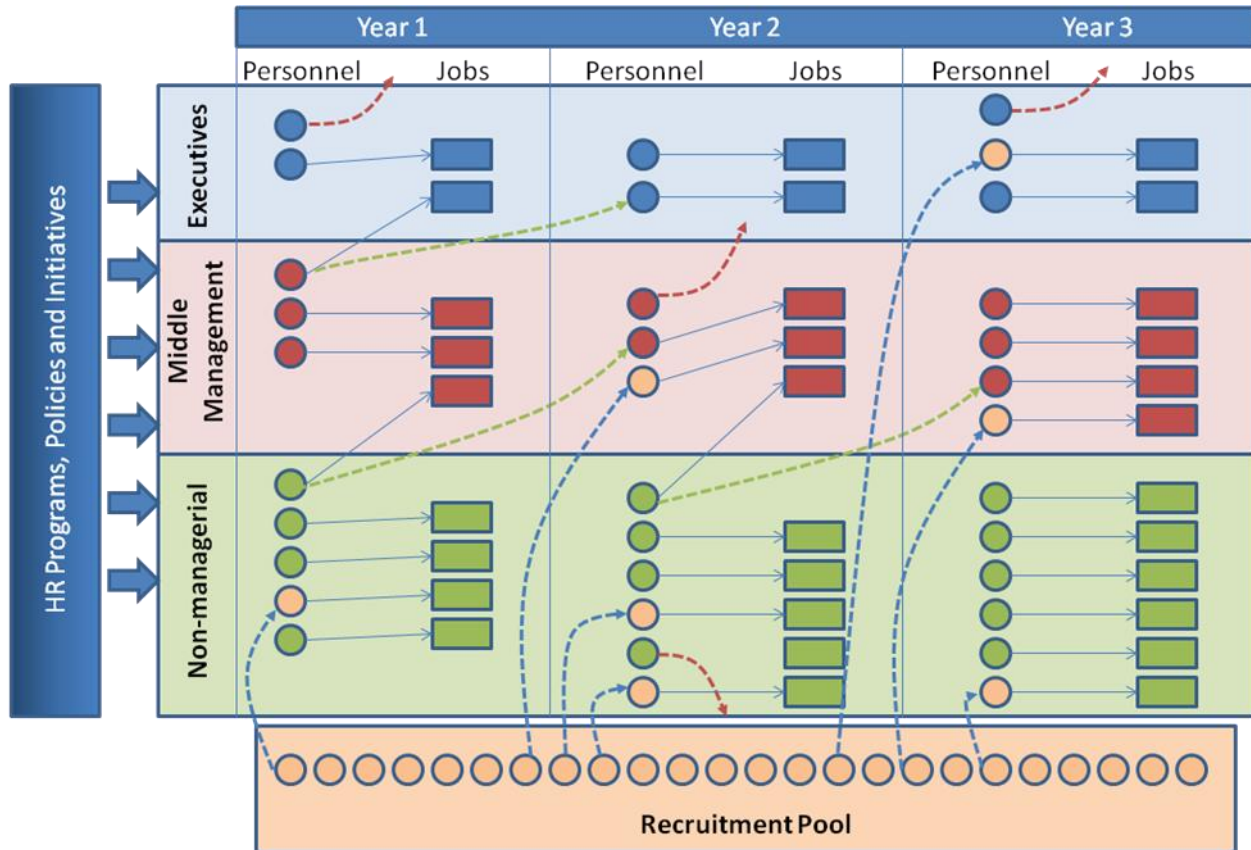 Year 1
Year 2
Year 3
Personnel
Jobs
Personnel
Jobs
Personnel
Jobs
HR Programs, Policies and Initiatives
Executives
Middle
Management
Non-managerial
Recruitment Pool